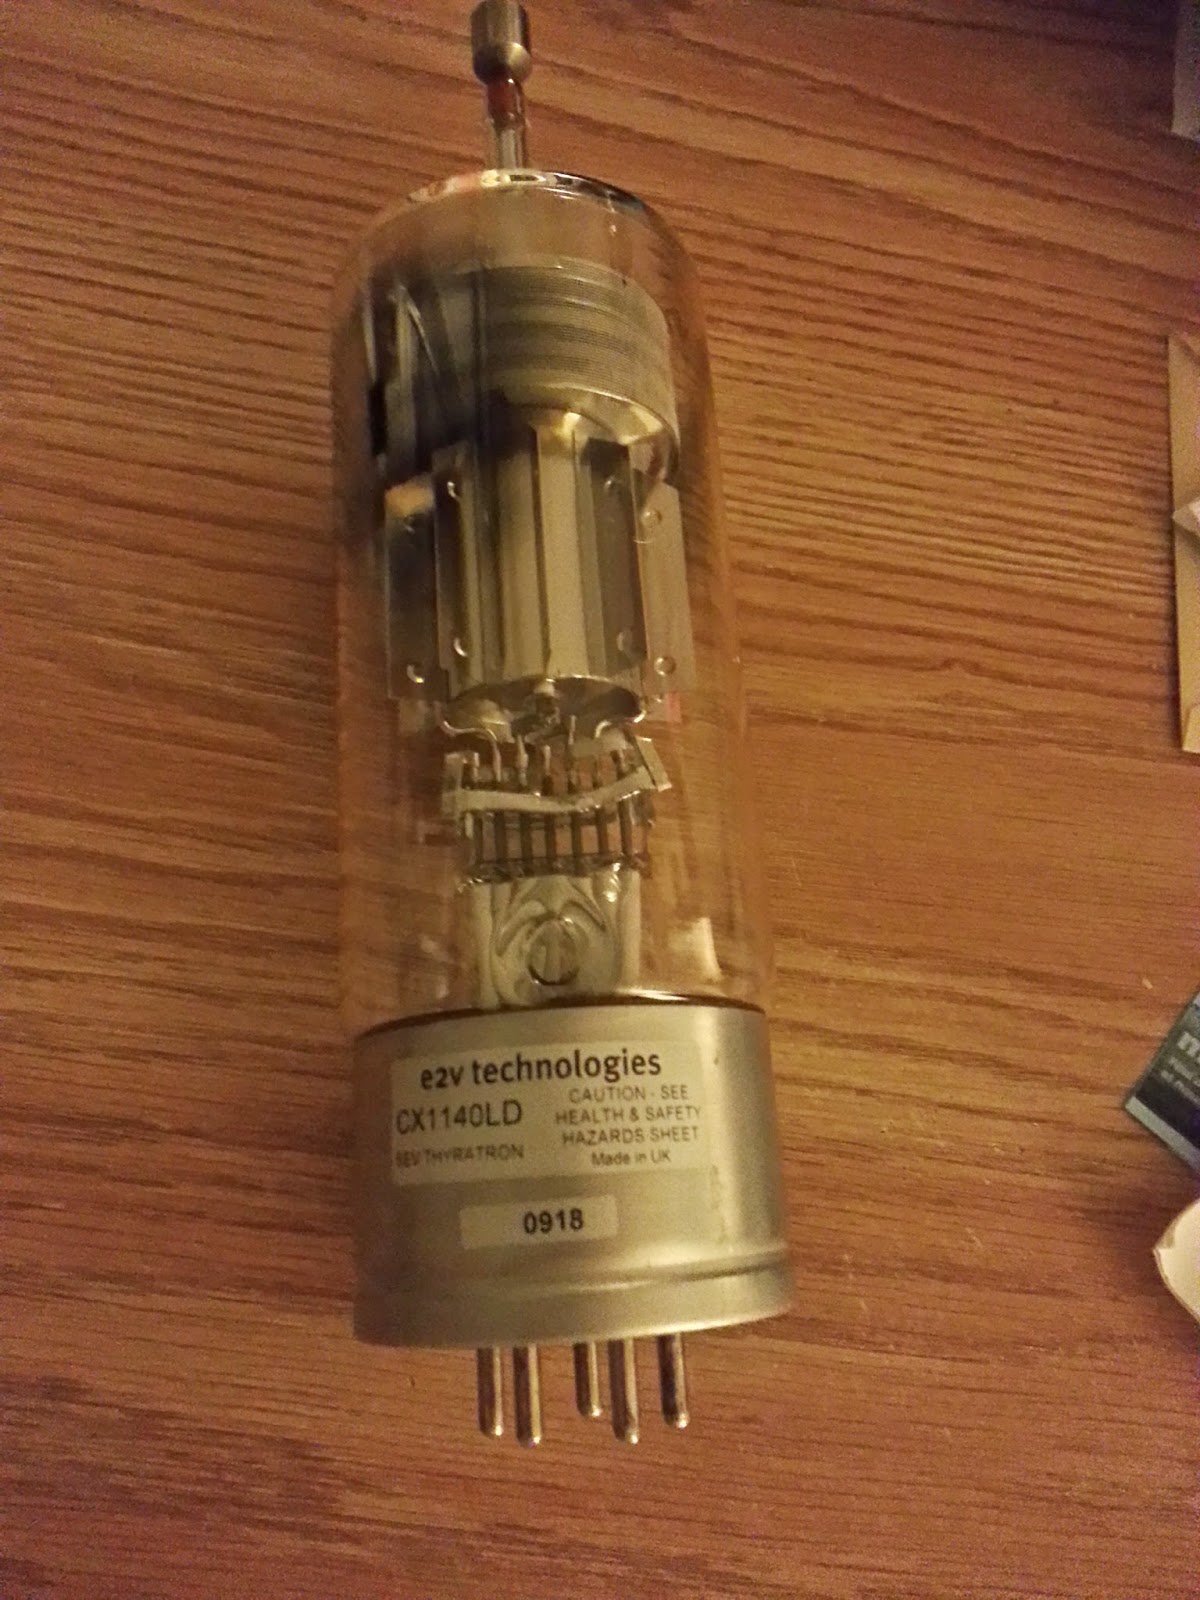 e2v technologies
CX1140LD
THYRATRON
CAUTION - SEE
HEALTH & SAFETY
HAZARDS SHEET
Made in UK
0918